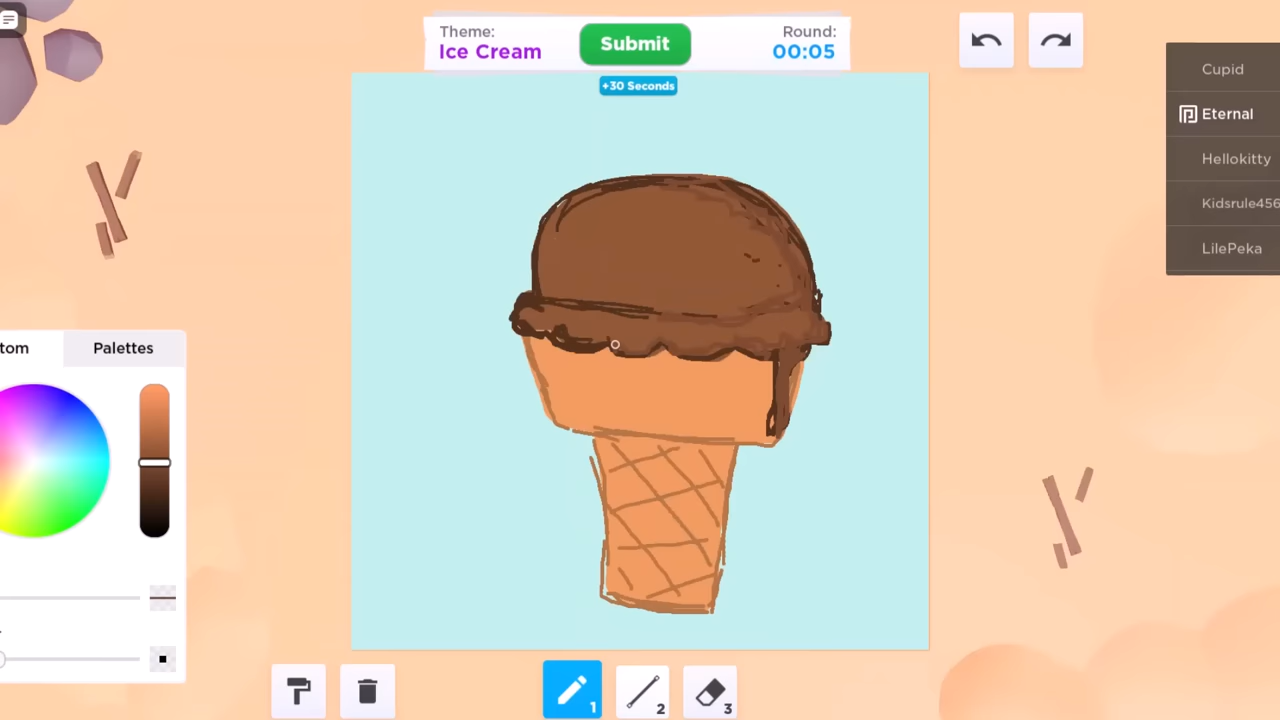 Theme:
Ice Cream
Submit
Round:
00:05
+30 Seconds
Cupid
Eternal
Hellokitty
Kidsrule456
LilePeka
tom
Palettes
1
2
3